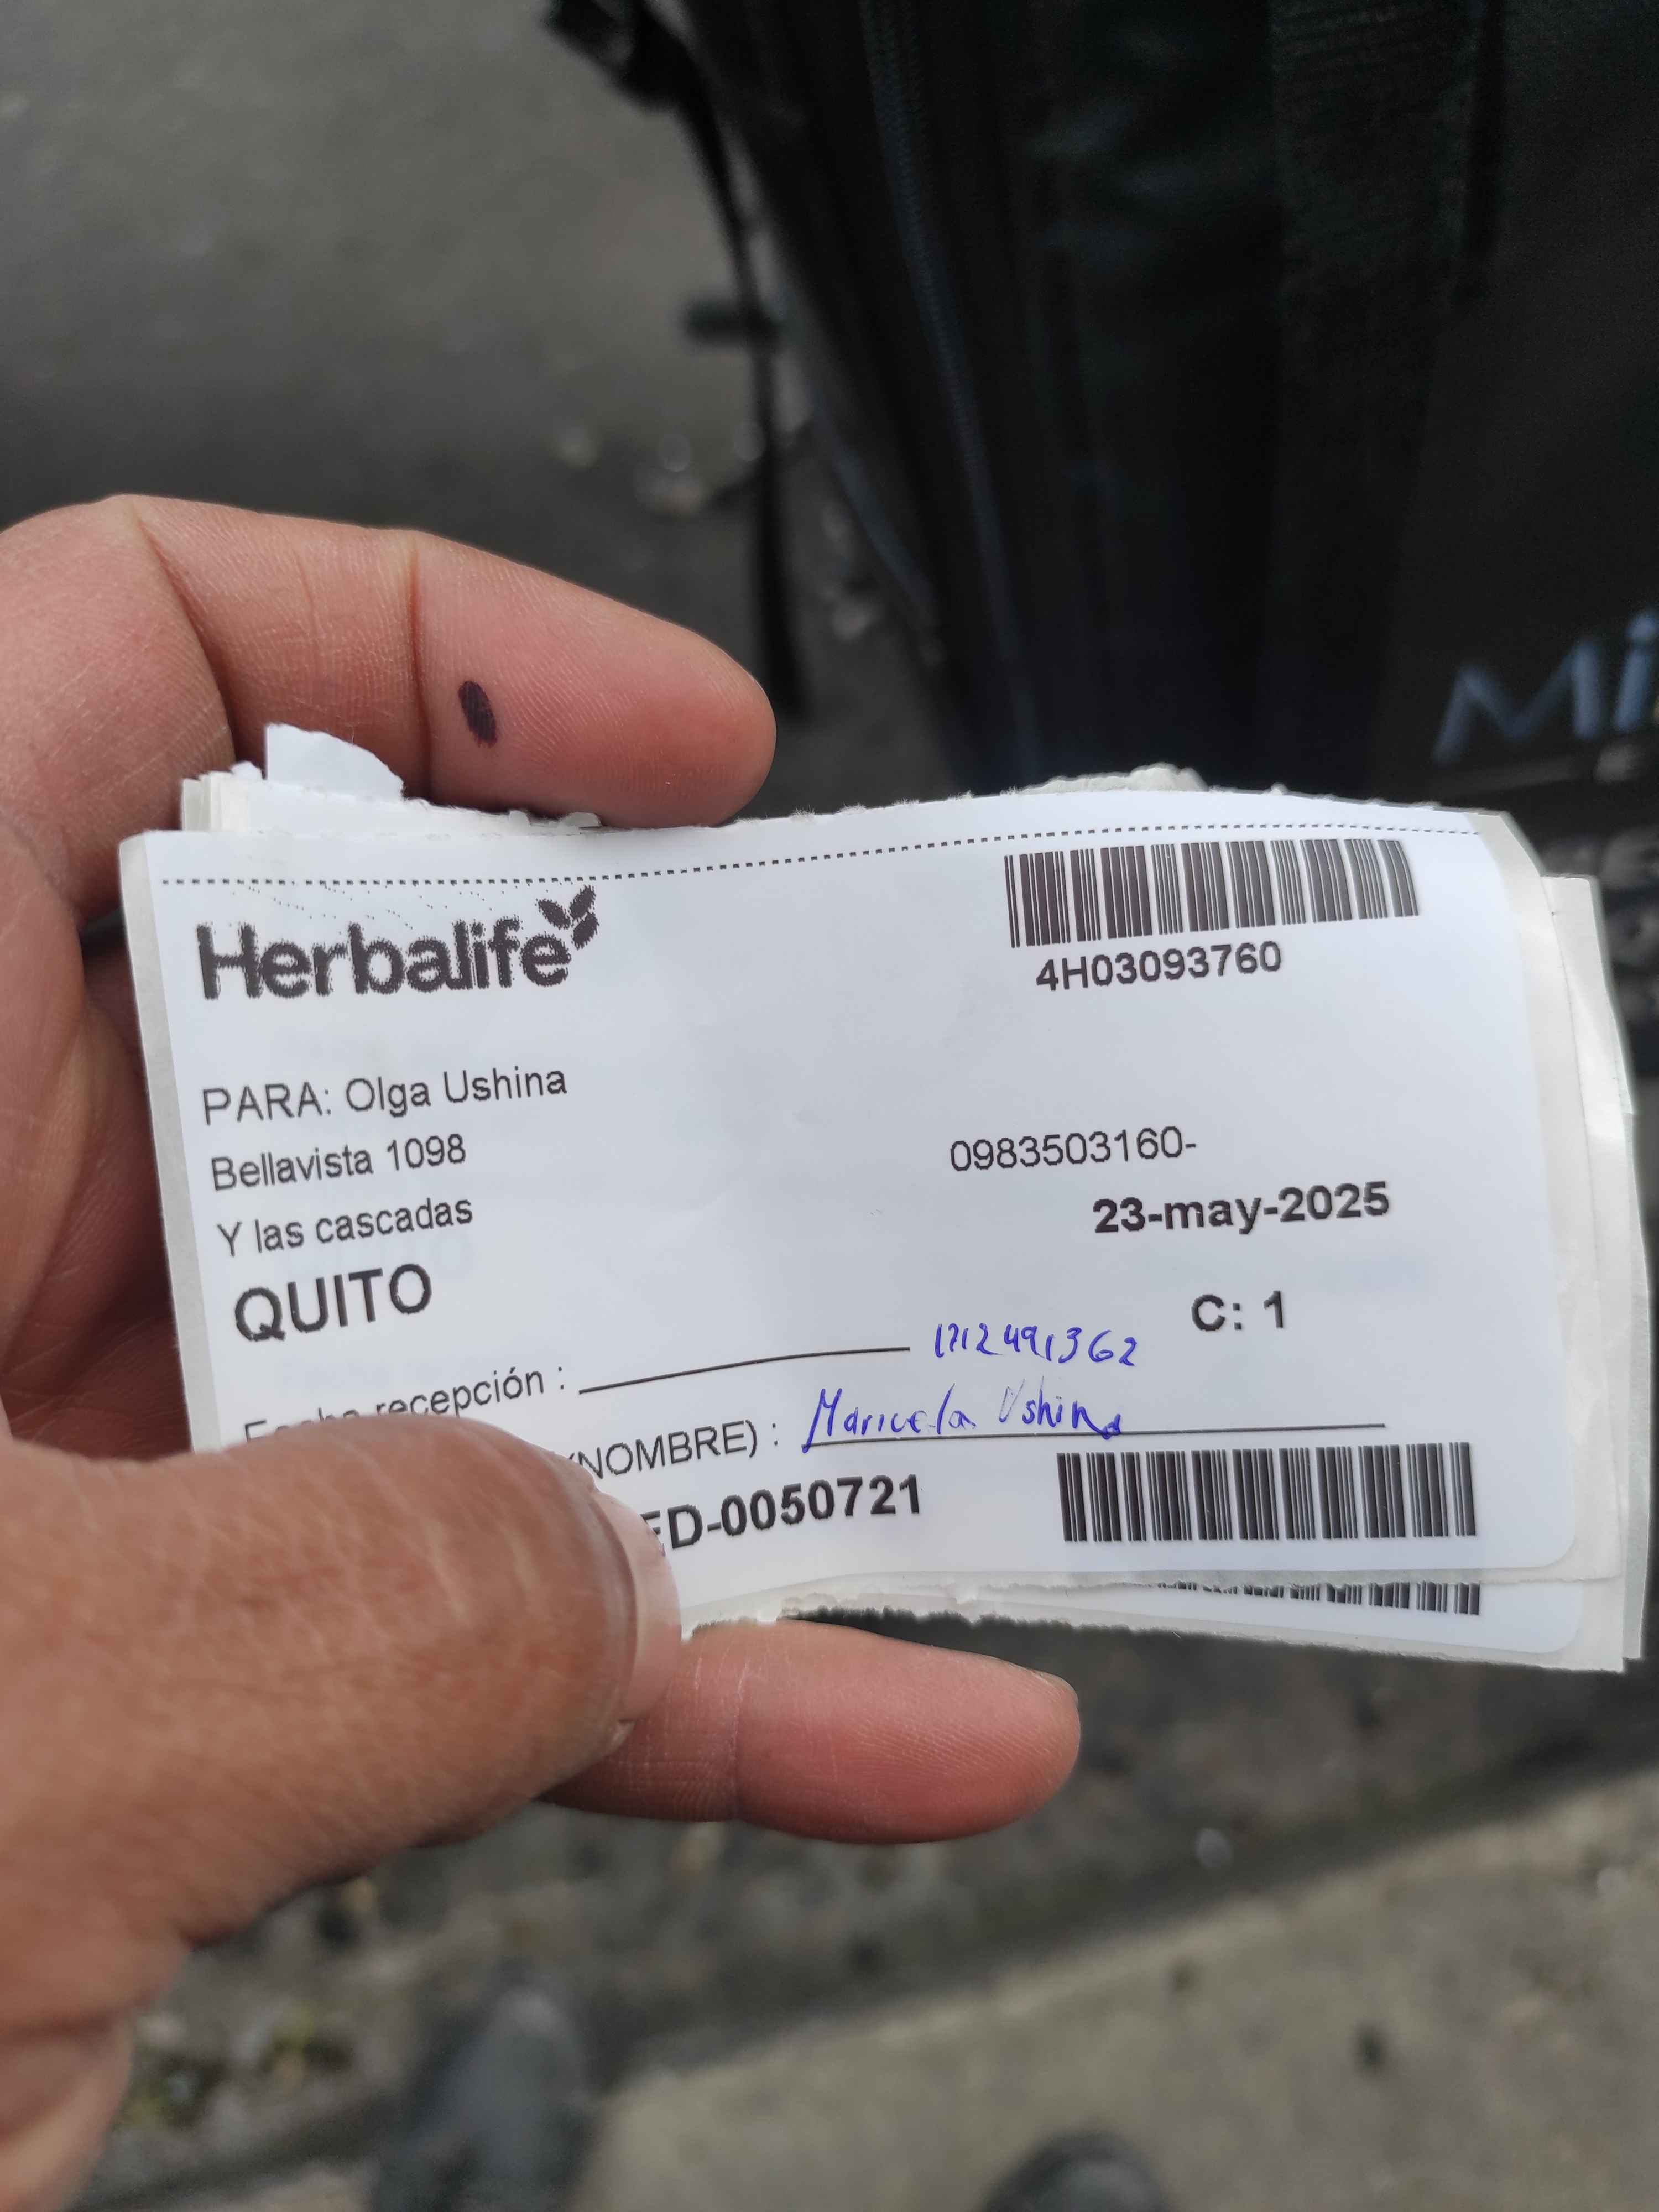 Mi
Herbalife
4H03093760
PARA: Olga Ushina
Bellavista 1098
0983503160-
Y las cascadas
23-may-2025
QUITO
C: 1
recepción : 1712491362
(NOMBRE) : Maricela Ushina
ED-0050721